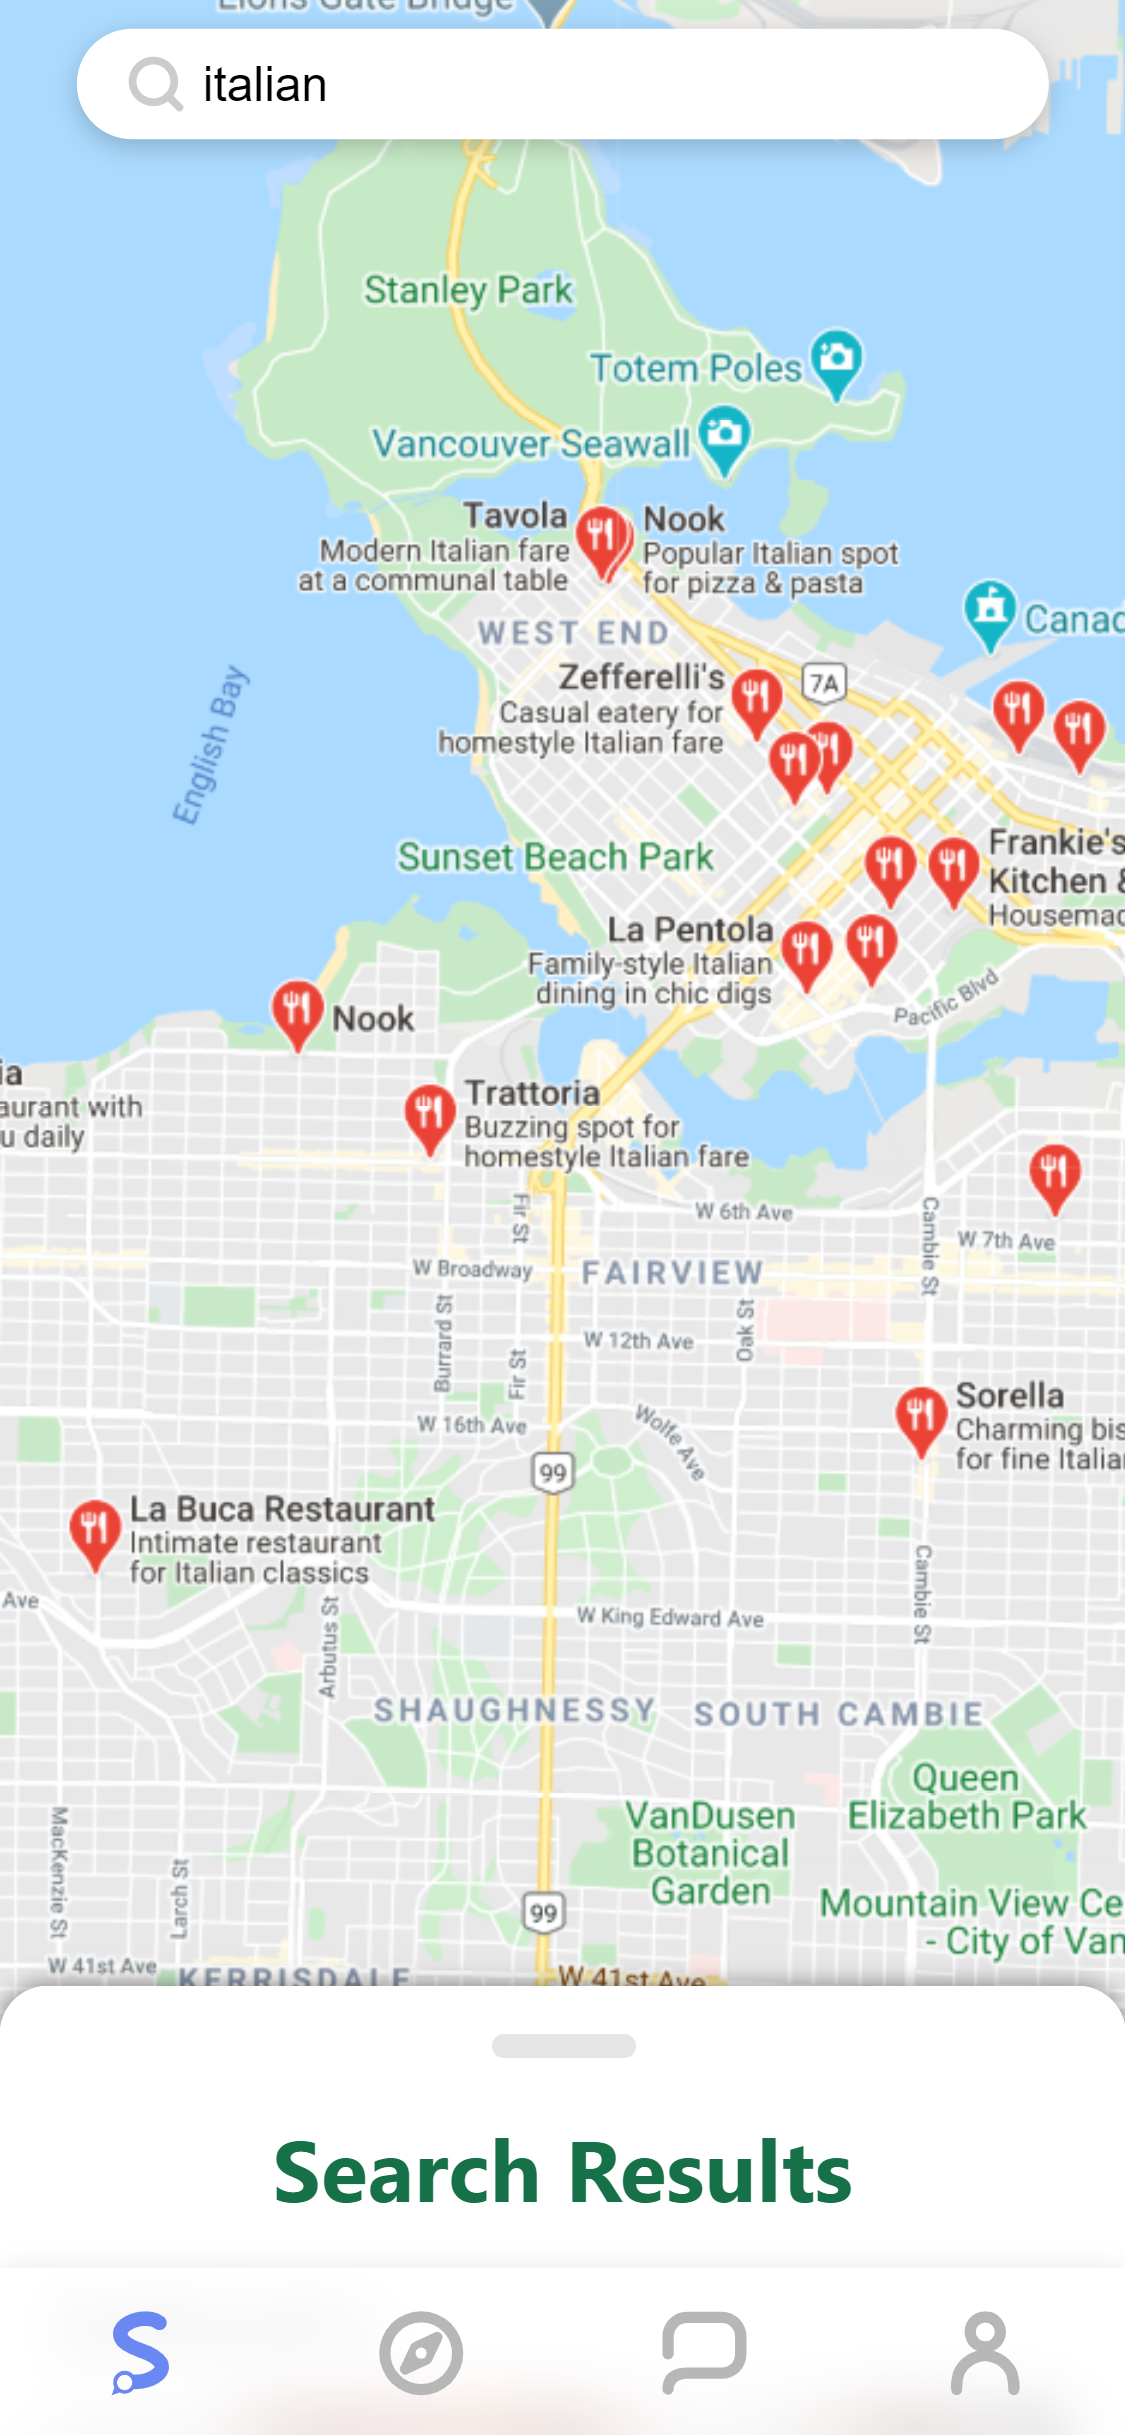 Lions Gate Bridge
italian
Stanley Park
Totem Poles
Vancouver Seawall
Tavola
Modern Italian fare
at a communal table
Nook
Popular Italian spot
for pizza & pasta
WEST END
Canad
7A
Zefferelli's
Casual eatery for
homestyle Italian fare
English Bay
Sunset Beach Park
Frankie's
Kitchen &
Housemad
La Pentola
Family-style Italian
dining in chic digs
Pacific Blvd
Nook
ia
aurant with
u daily
Trattoria
Buzzing spot for
homestyle Italian fare
Fir St
W 6th Ave
Cambie St
W 7th Ave
W Broadway
FAIRVIEW
Burrard St
Fir St
W 12th Ave
Oak St
W 16th Ave
Wolfe Ave
Sorella
Charming bis
for fine Italia
99
La Buca Restaurant
Intimate restaurant
for Italian classics
Ave
Arbutus St
W King Edward Ave
Cambie St
SHAUGHNESSY
SOUTH CAMBIE
Queen
Elizabeth Park
VanDusen
Botanical
Garden
MacKenzie St
Larch St
Mountain View Ce
- City of Van
99
W 41st Ave
KERRISDALE
W 41st Ave
Search Results